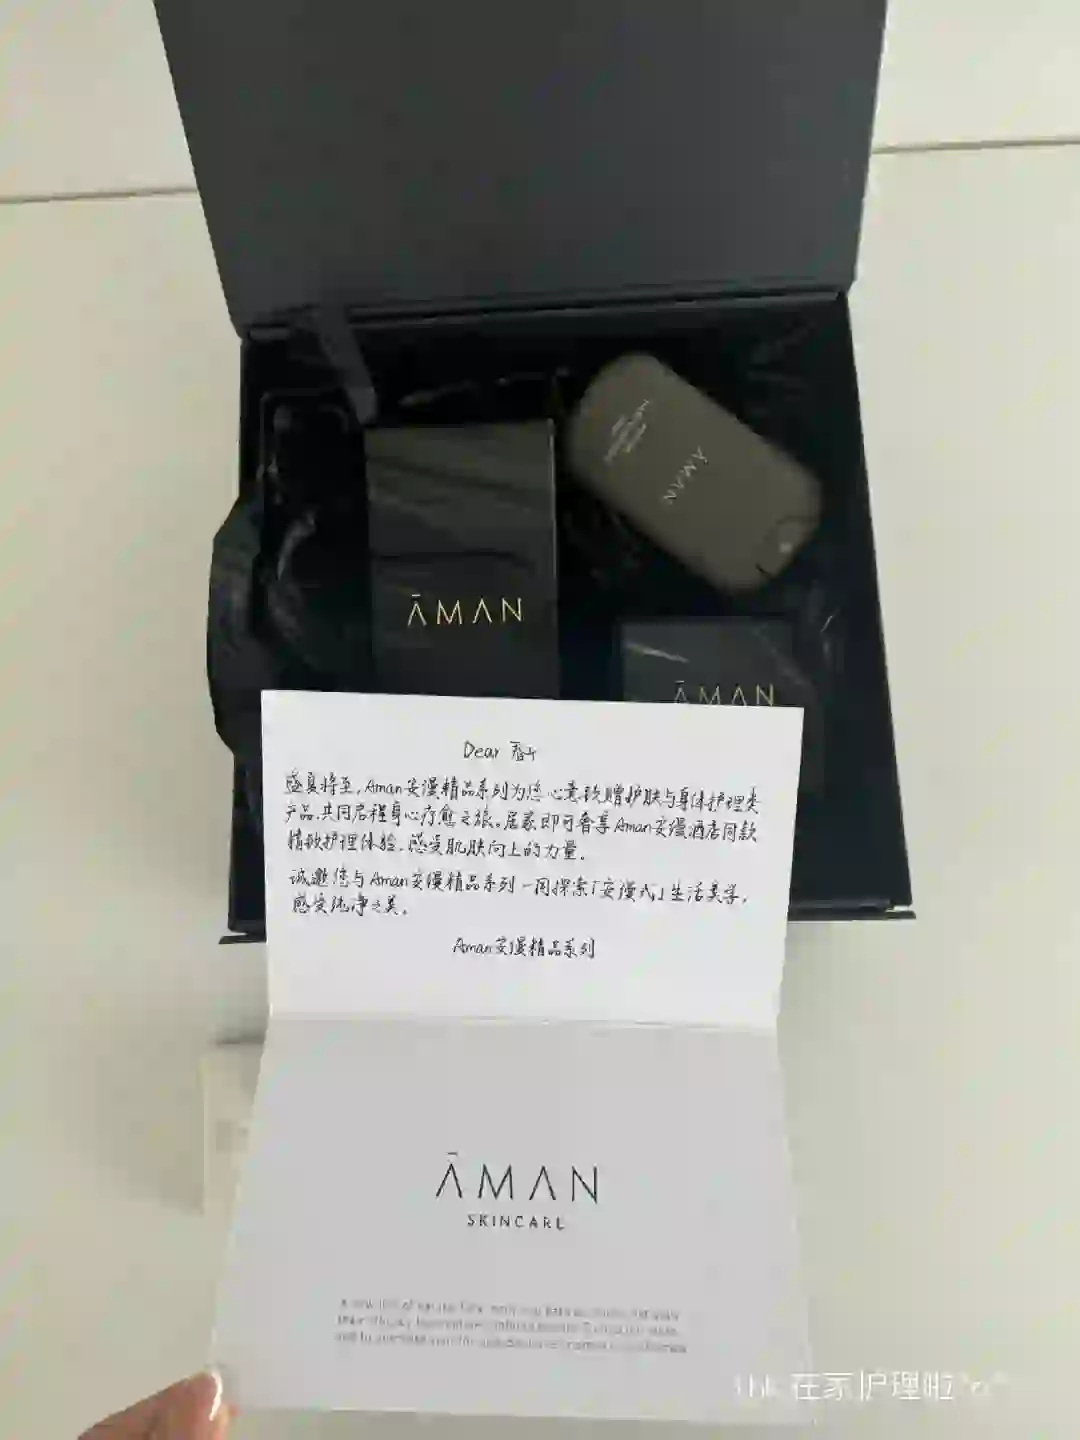 AMAN
ĀMAN
ĀMAN
Dear
盛夏将至,Aman安缦精品系列为您心意致赠护肤与身体护理类
产品,共同启程身心疗愈之旅。居家即可奢享Aman安缦酒店同款
精致护理体验,感受肌肤向上的力量。
诚邀您与Aman安缦精品系列一同探索「安缦式」生活美学,
感受纯净之美。
Aman安缦精品系列
ĀMAN
SKINCARE
在家护理啦